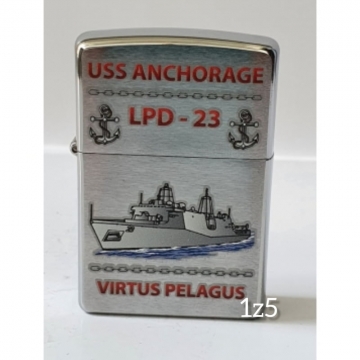 USS ANCHORAGE
LPD - 23
VIRTUS PELAGUS
1z5